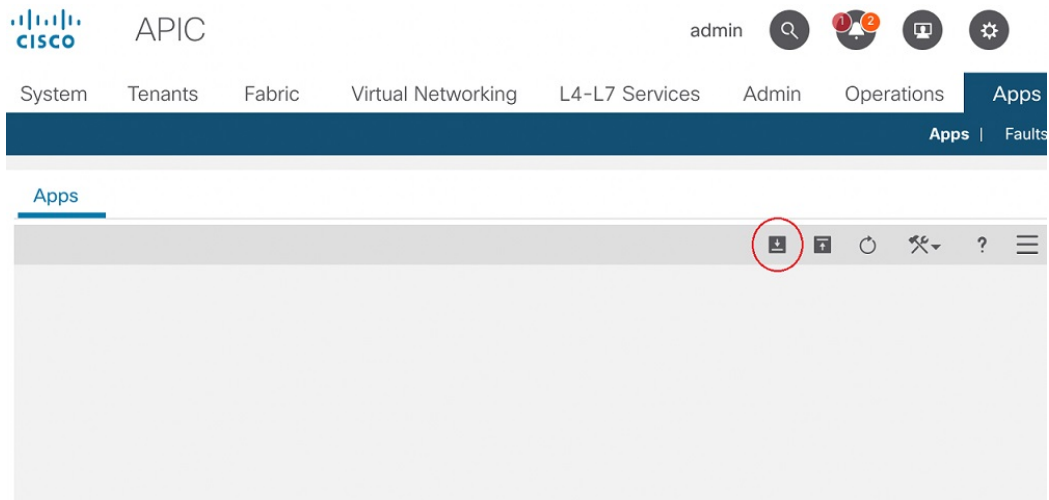 CISCO APIC admin 1 2
System Tenants Fabric Virtual Networking L4-L7 Services Admin Operations Apps
Apps | Faults
Apps
?